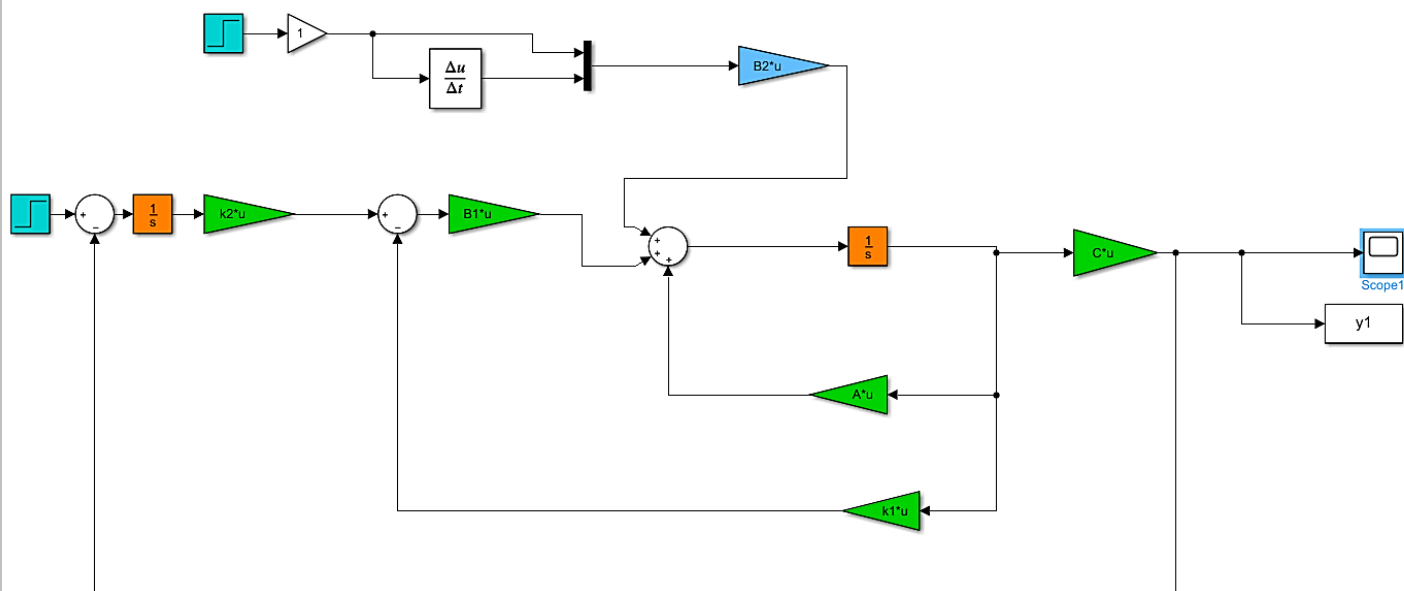 1
Δu
Δt
B2*u
+
−
1
s
k2*u
+
−
B1*u
+
+
+
1
s
C*u
Scope1
y1
A*u
k1*u